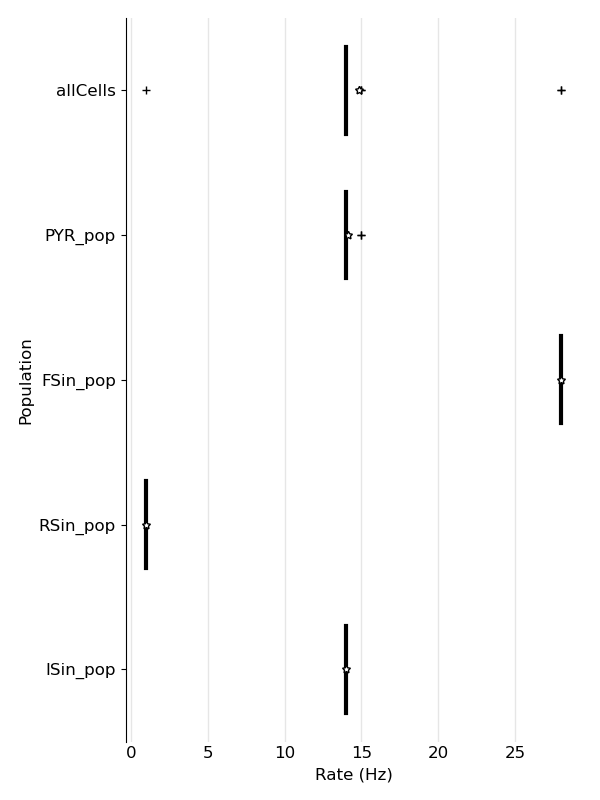 allCells
PYR_pop
FSin_pop
RSin_pop
ISin_pop
Population
0 5 10 15 20 25
Rate (Hz)